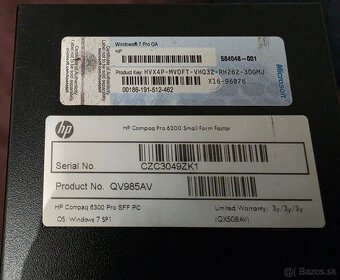 Windows® 7 Pro OA
HP
584048-001
Product Key: HVX4P-MVDFT-VHQ32-RH262-3DGMJ
X16-96076
00186-191-512-462
Microsoft
hp
HP Compaq Pro 6300 Small Form Factor
Serial No. CZC3049ZK1
Product No. QV985AV
HP Compaq 6300 Pro SFF PC
Limited Warranty: 3y/3y/3y
OS: Windows 7 SP1
(QX508AV)
Bazos.sk